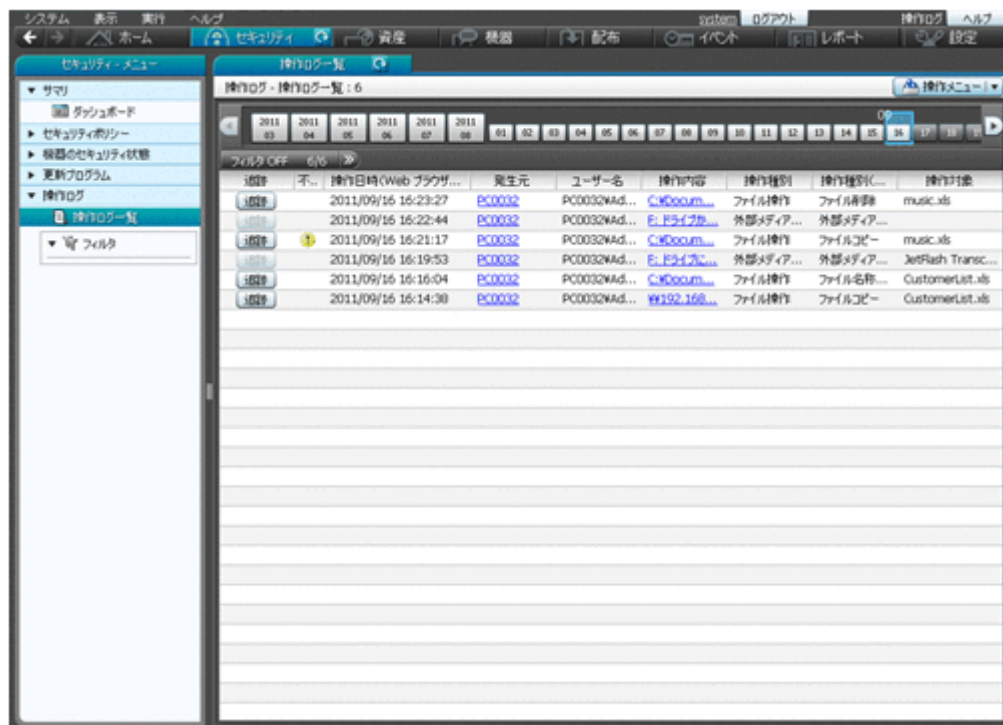 システム 表示 実行 ヘルプ system ログアウト 操作ログ ヘルプ
ホーム セキュリティ 資産 機器 配布 イベント レポート 設定
セキュリティ・メニュー
操作ログ一覧
サマリ
ダッシュボード
セキュリティポリシー
機器のセキュリティ状態
更新プログラム
操作ログ
操作ログ一覧
フィルタ
操作ログ - 操作ログ一覧 : 6 操作メニュー
09
2011 03 2011 04 2011 05 2011 06 2011 07 2011 08 01 02 03 04 05 06 07 08 09 10 11 12 13 14 15 16 17 18
フィルタ OFF 6/6
追跡 不... 操作日時(Web ブラウザ... 発生元 ユーザー名 操作内容 操作種別 操作種別(... 操作対象
追跡 2011/09/16 16:23:27 PC0032 PC0032¥Ad... C:¥Docum... ファイル操作 ファイル削除 music.xls
追跡 2011/09/16 16:22:44 PC0032 PC0032¥Ad... F: ドライブか... 外部メディア... 外部メディア...
追跡 2011/09/16 16:21:17 PC0032 PC0032¥Ad... C:¥Docum... ファイル操作 ファイルコピー music.xls
追跡 2011/09/16 16:19:53 PC0032 PC0032¥Ad... F: ドライブに... 外部メディア... 外部メディア... JetFlash Transc...
追跡 2011/09/16 16:16:04 PC0032 PC0032¥Ad... C:¥Docum... ファイル操作 ファイル名称... CustomerList.xls
追跡 2011/09/16 16:14:38 PC0032 PC0032¥Ad... ¥¥192.168... ファイル操作 ファイルコピー CustomerList.xls